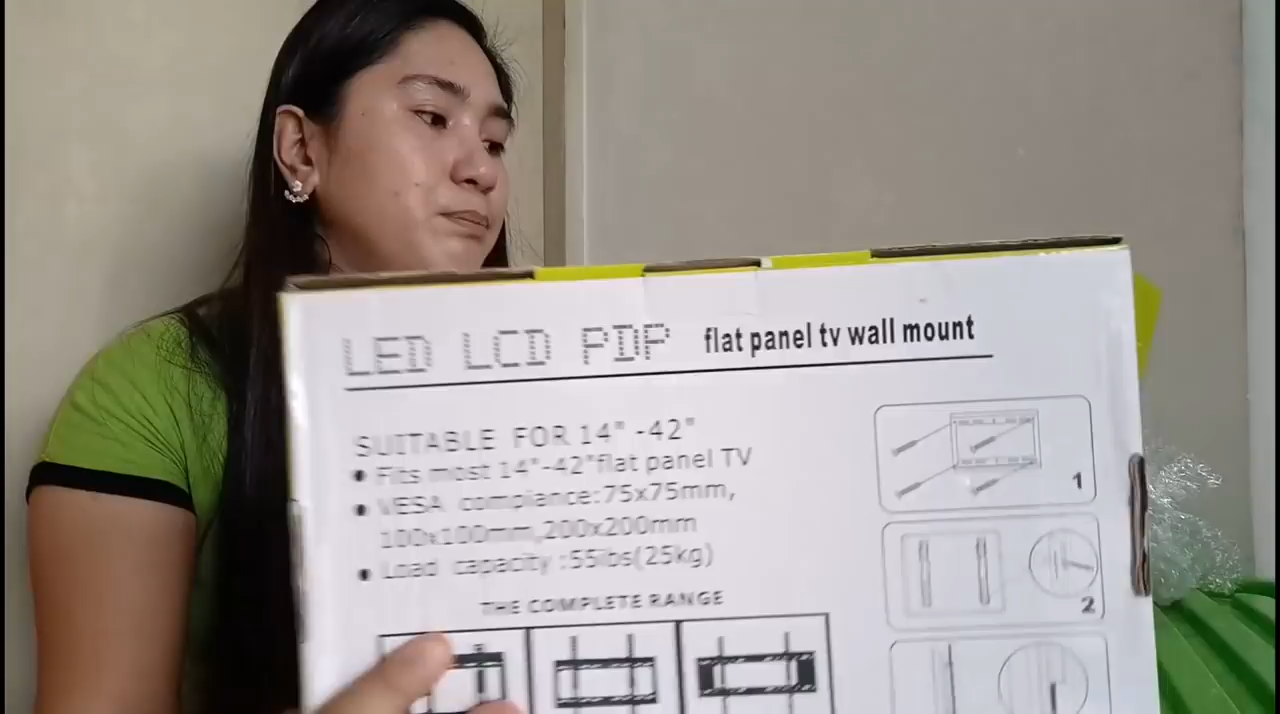 LED LCD PDP flat panel tv wall mount
SUITABLE FOR 14" -42"
• Fits most 14"-42"flat panel TV
• VESA compliance:75x75mm,
100x100mm,200x200mm
• Load capacity :55lbs(25kg)
THE COMPLETE RANGE
1
2